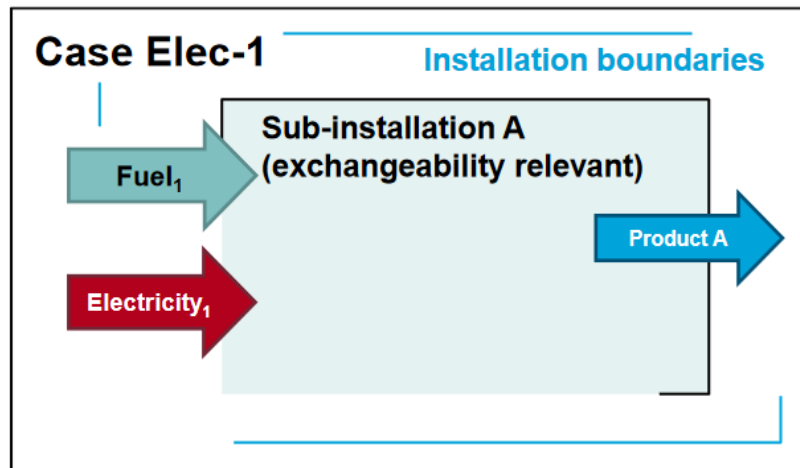 Case Elec-1
Installation boundaries
Sub-installation A
(exchangeability relevant)
Fuel₁
Product A
Electricity₁